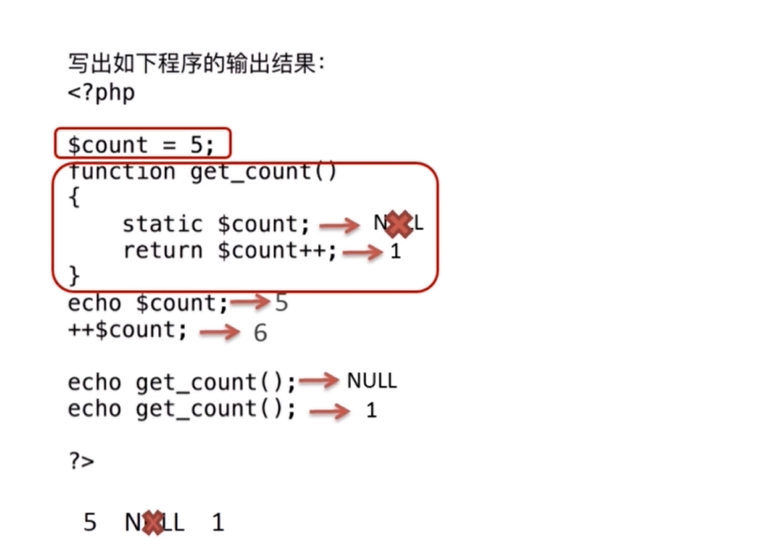 写出如下程序的输出结果：
<?php
$count = 5;
function get_count()
{
static $count; NULL
return $count++; 1
}
echo $count; 5
++$count; 6
echo get_count(); NULL
echo get_count(); 1
?>
5 NULL 1